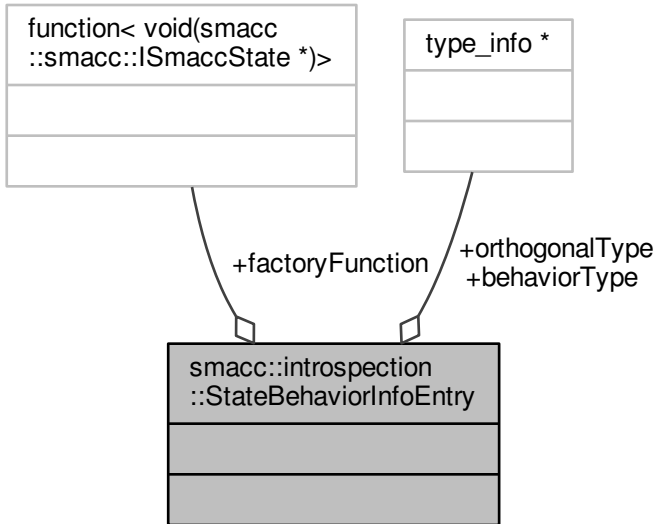 function< void(smacc
::smacc::ISmaccState *)>
type_info *
+factoryFunction
+orthogonalType
+behaviorType
smacc::introspection
::StateBehaviorInfoEntry